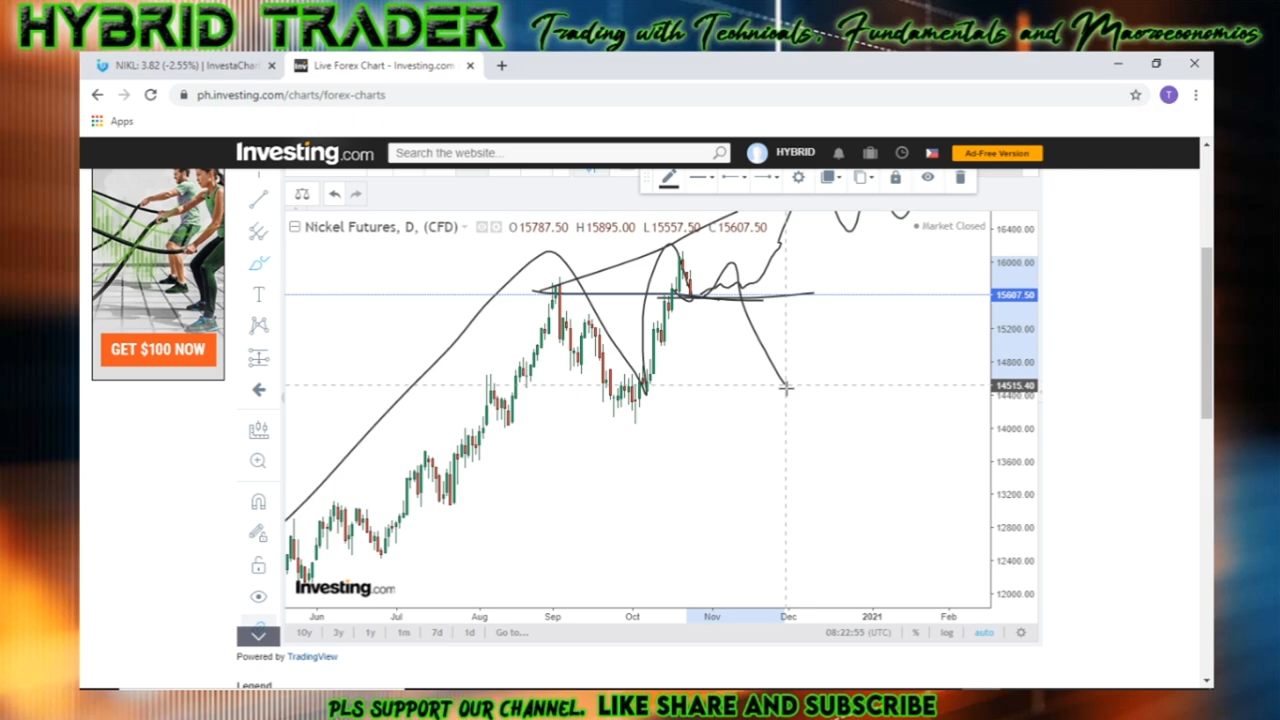 HYBRID TRADER Trading with Technicals, Fundamentals and Macroeconomics
NIKL: 3.82 (-2.55%) | InvestaChar
Live Forex Chart - Investing.com
ph.investing.com/charts/forex-charts
T
Apps
Investing.com
Search the website...
HYBRID
Ad-Free Version
Nickel Futures, D, (CFD)
O15787.50 H15895.00 L15557.50 C15607.50
Market Closed
GET $100 NOW
16400.00
16000.00
15607.50
15200.00
14800.00
14515.40
14400.00
14000.00
13600.00
13200.00
12800.00
12400.00
12000.00
Investing.com
Jun Jul Aug Sep Oct Nov Dec 2021 Feb
10y 3y 1y 1m 7d 1d Go to... 08:22:55 (UTC) % log auto
Powered by TradingView
Legend
PLS SUPPORT OUR CHANNEL. LIKE SHARE AND SUBSCRIBE